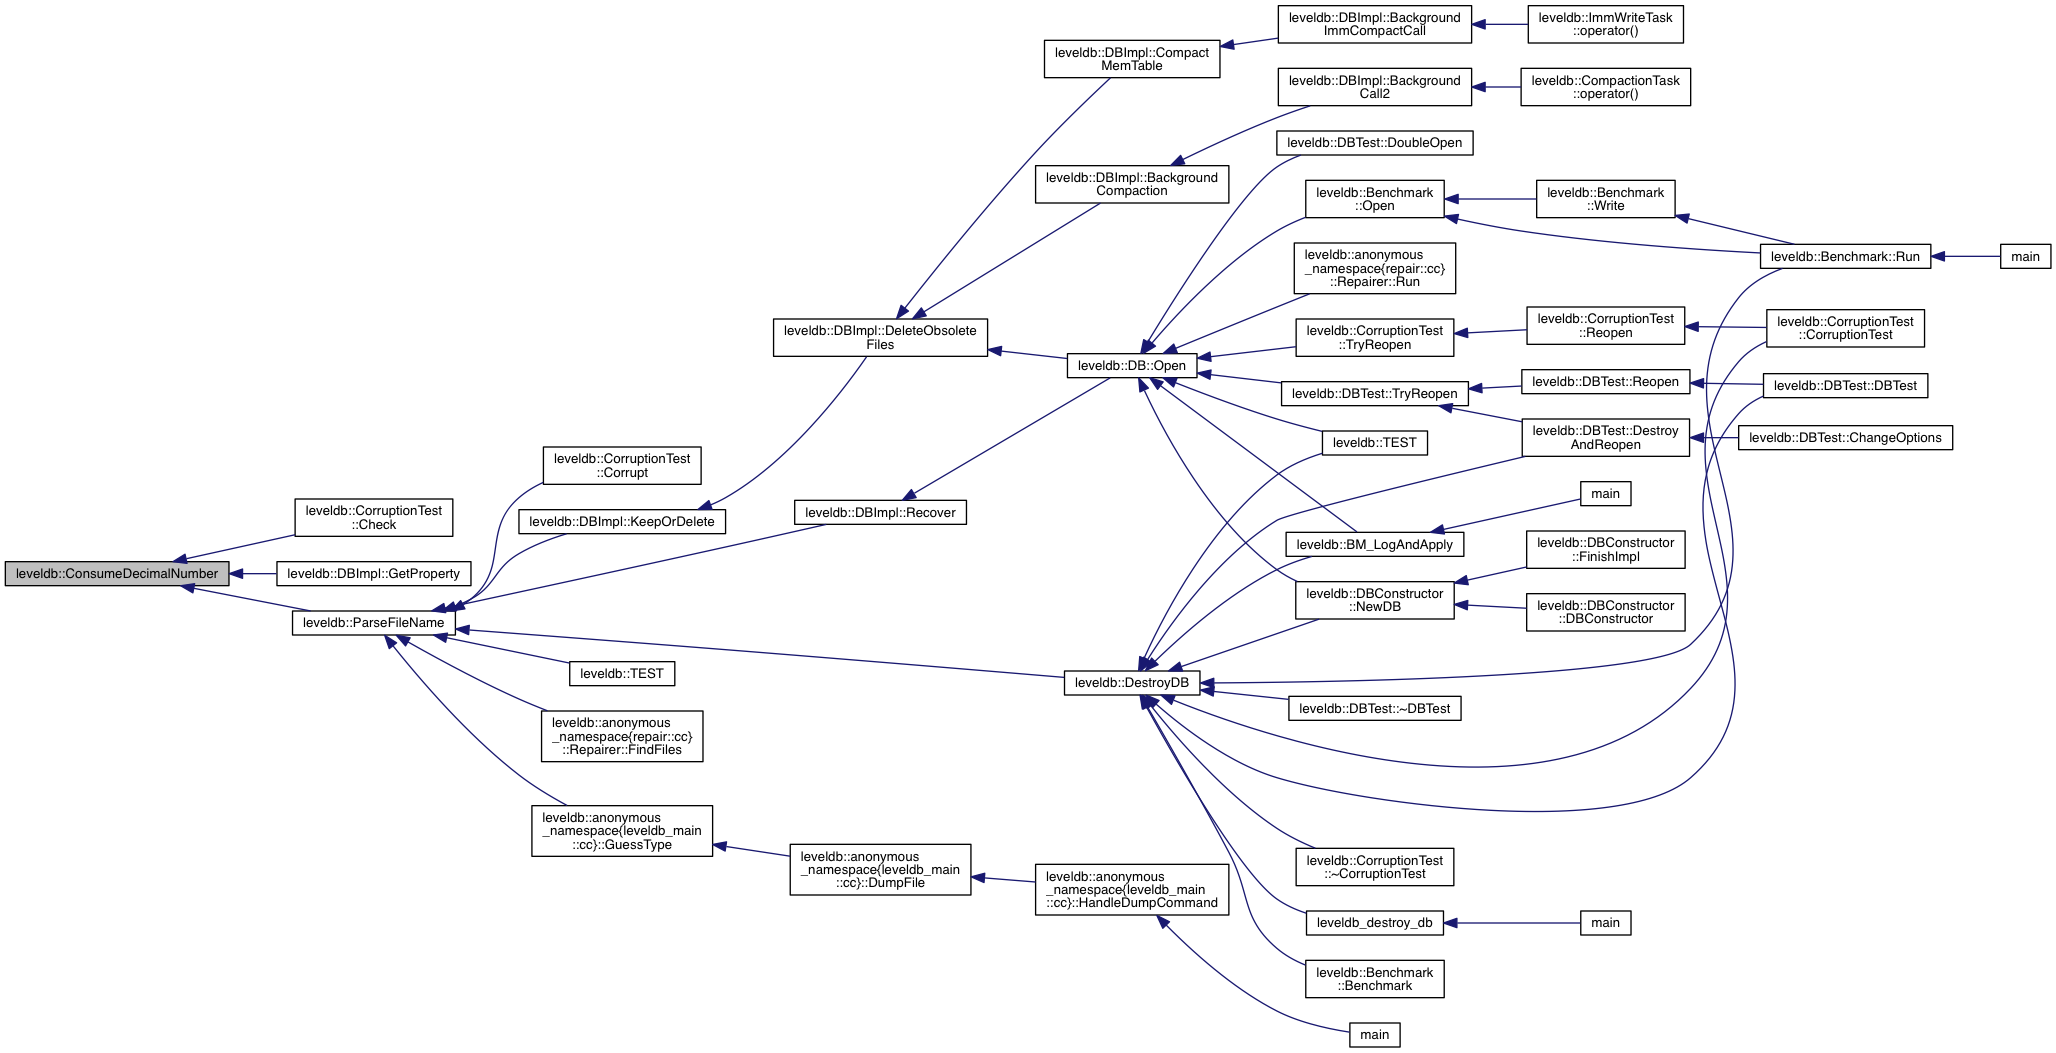 leveldb::ConsumeDecimalNumber
leveldb::CorruptionTest
::Check
leveldb::DBImpl::GetProperty
leveldb::ParseFileName
leveldb::CorruptionTest
::Corrupt
leveldb::DBImpl::KeepOrDelete
leveldb::TEST
leveldb::anonymous
_namespace{repair::cc}
::Repairer::FindFiles
leveldb::anonymous
_namespace{leveldb_main
::cc}::GuessType
leveldb::DBImpl::DeleteObsolete
Files
leveldb::DBImpl::Recover
leveldb::anonymous
_namespace{leveldb_main
::cc}::DumpFile
leveldb::DBImpl::Compact
MemTable
leveldb::DBImpl::Background
Compaction
leveldb::DB::Open
leveldb::DestroyDB
leveldb::anonymous
_namespace{leveldb_main
::cc}::HandleDumpCommand
leveldb::DBImpl::Background
ImmCompactCall
leveldb::DBImpl::Background
Call2
leveldb::DBTest::DoubleOpen
leveldb::Benchmark
::Open
leveldb::anonymous
_namespace{repair::cc}
::Repairer::Run
leveldb::CorruptionTest
::TryReopen
leveldb::DBTest::TryReopen
leveldb::TEST
leveldb::BM_LogAndApply
leveldb::DBConstructor
::NewDB
leveldb::DBTest::~DBTest
leveldb::CorruptionTest
::~CorruptionTest
leveldb_destroy_db
leveldb::Benchmark
::Benchmark
main
leveldb::ImmWriteTask
::operator()
leveldb::CompactionTask
::operator()
leveldb::Benchmark
::Write
leveldb::CorruptionTest
::Reopen
leveldb::DBTest::Reopen
leveldb::DBTest::Destroy
AndReopen
main
leveldb::DBConstructor
::FinishImpl
leveldb::DBConstructor
::DBConstructor
main
leveldb::Benchmark::Run
leveldb::CorruptionTest
::CorruptionTest
leveldb::DBTest::DBTest
leveldb::DBTest::ChangeOptions
main